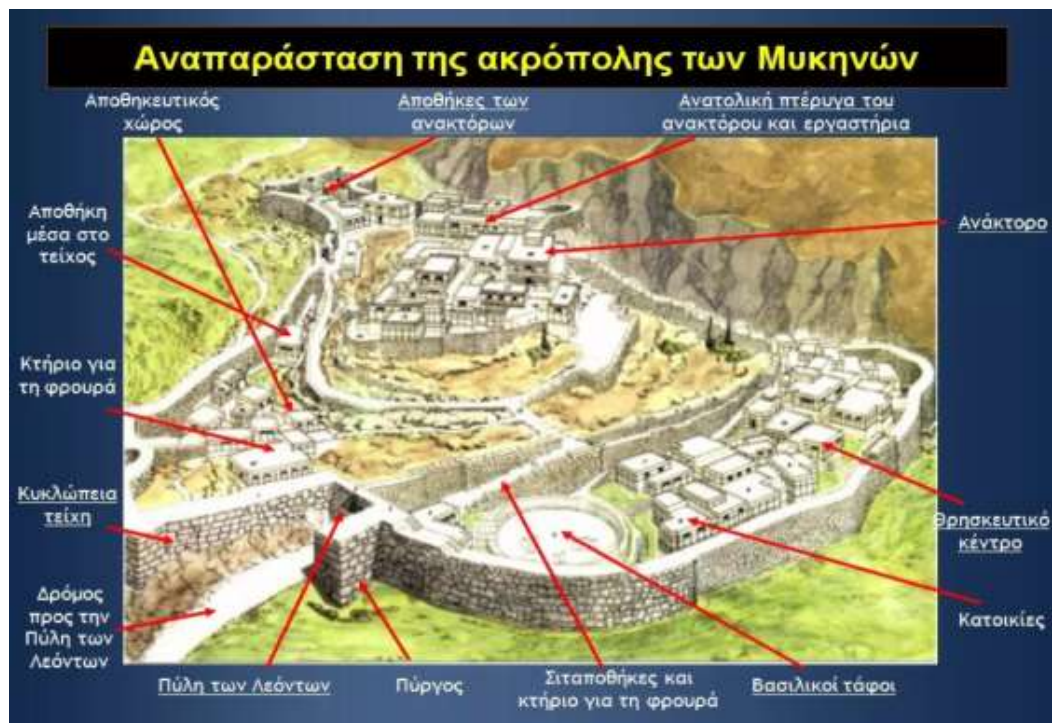 Αναπαράσταση της ακρόπολης των Μυκηνών
Αποθηκευτικός
χώρος
Αποθήκες των
ανακτόρων
Ανατολική πτέρυγα του
ανακτόρου και εργαστήρια
Αποθήκη
μέσα στο
τείχος
Ανάκτορο
Κτήριο για
τη φρουρά
Κυκλώπεια
τείχη
Θρησκευτικό
κέντρο
Δρόμος
προς την
Πύλη των
Λεόντων
Κατοικίες
Πύλη των Λεόντων
Πύργος
Σιταποθήκες και
κτήριο για τη φρουρά
Βασιλικοί τάφοι